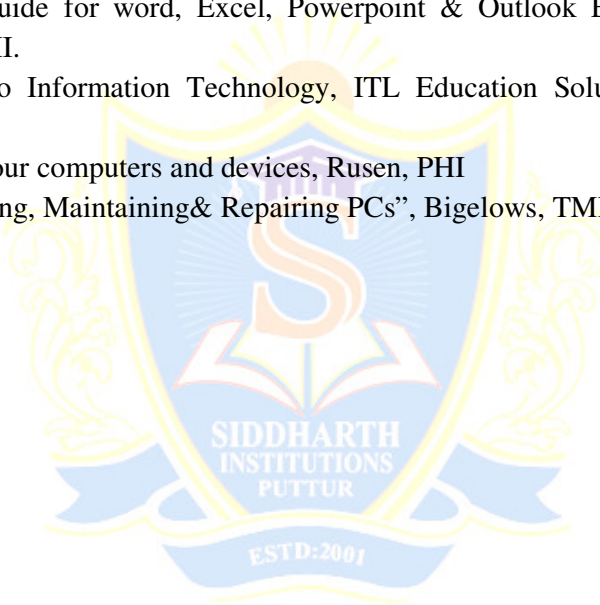 uide for word, Excel, Powerpoint & Outlook
II.
o Information Technology, ITL Education Solu
our computers and devices, Rusen, PHI
ng, Maintaining& Repairing PCs”, Bigelows,
S
SIDDHARTH
INSTITUTIONS
PUTTUR
ESTD:2001